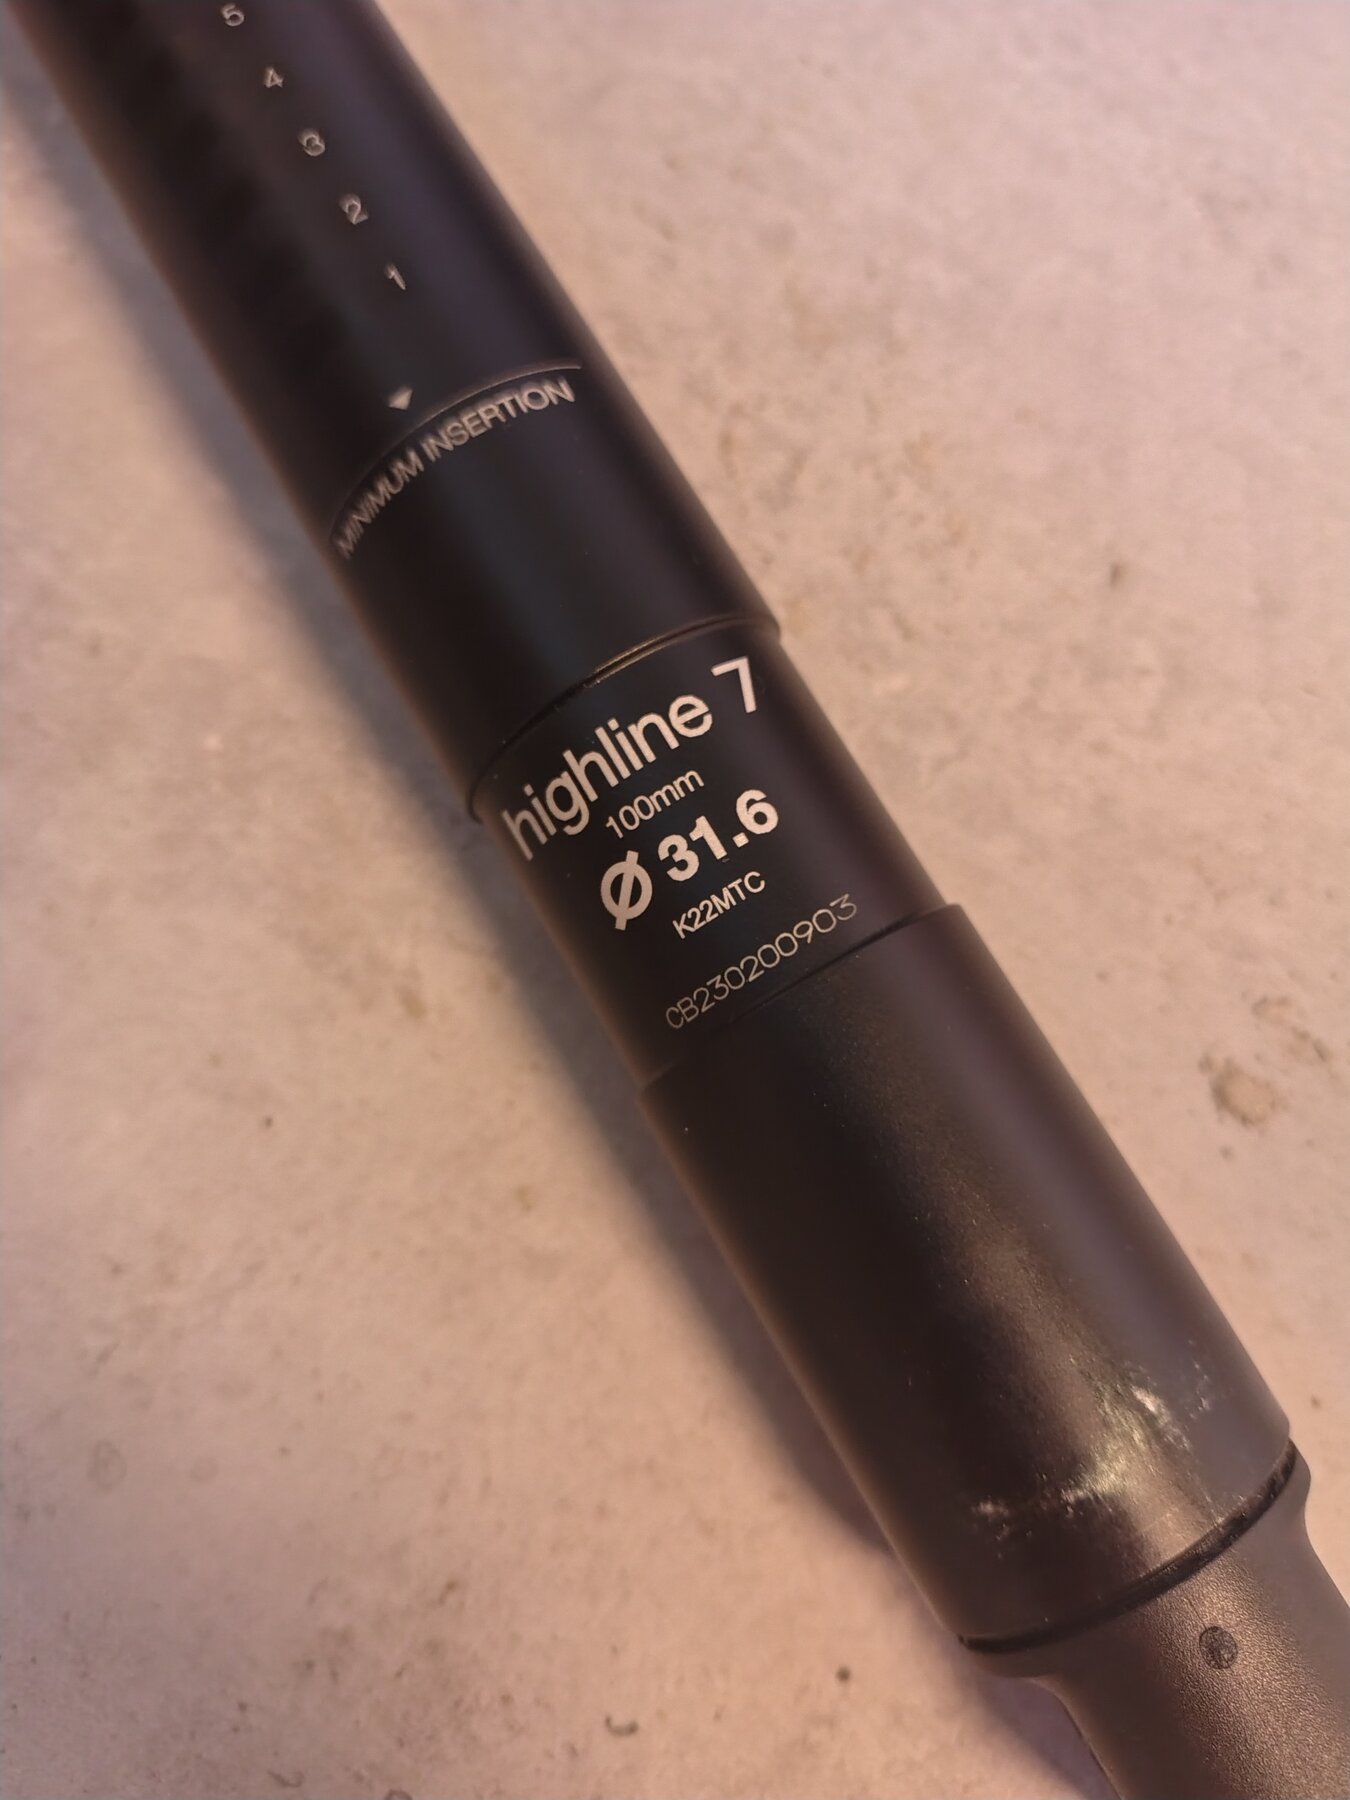 5
4
3
2
1
MINIMUM INSERTION
highline 7
100mm
Ø 31.6
K22MTC
CB230200903